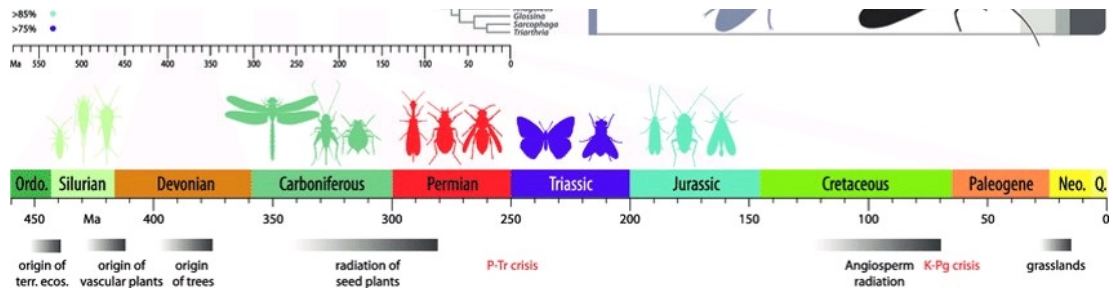 >85%
>75%
Glossina
Sarcophaga
Triarthria
Ma 550 500 450 400 350 300 250 200 150 100 50 0
Ordo. Silurian Devonian Carboniferous Permian Triassic Jurassic Cretaceous Paleogene Neo. Q.
450 Ma 400 350 300 250 200 150 100 50 0
origin of terr. ecos.
origin of vascular plants
origin of trees
radiation of seed plants
P-Tr crisis
Angiosperm radiation
K-Pg crisis
grasslands